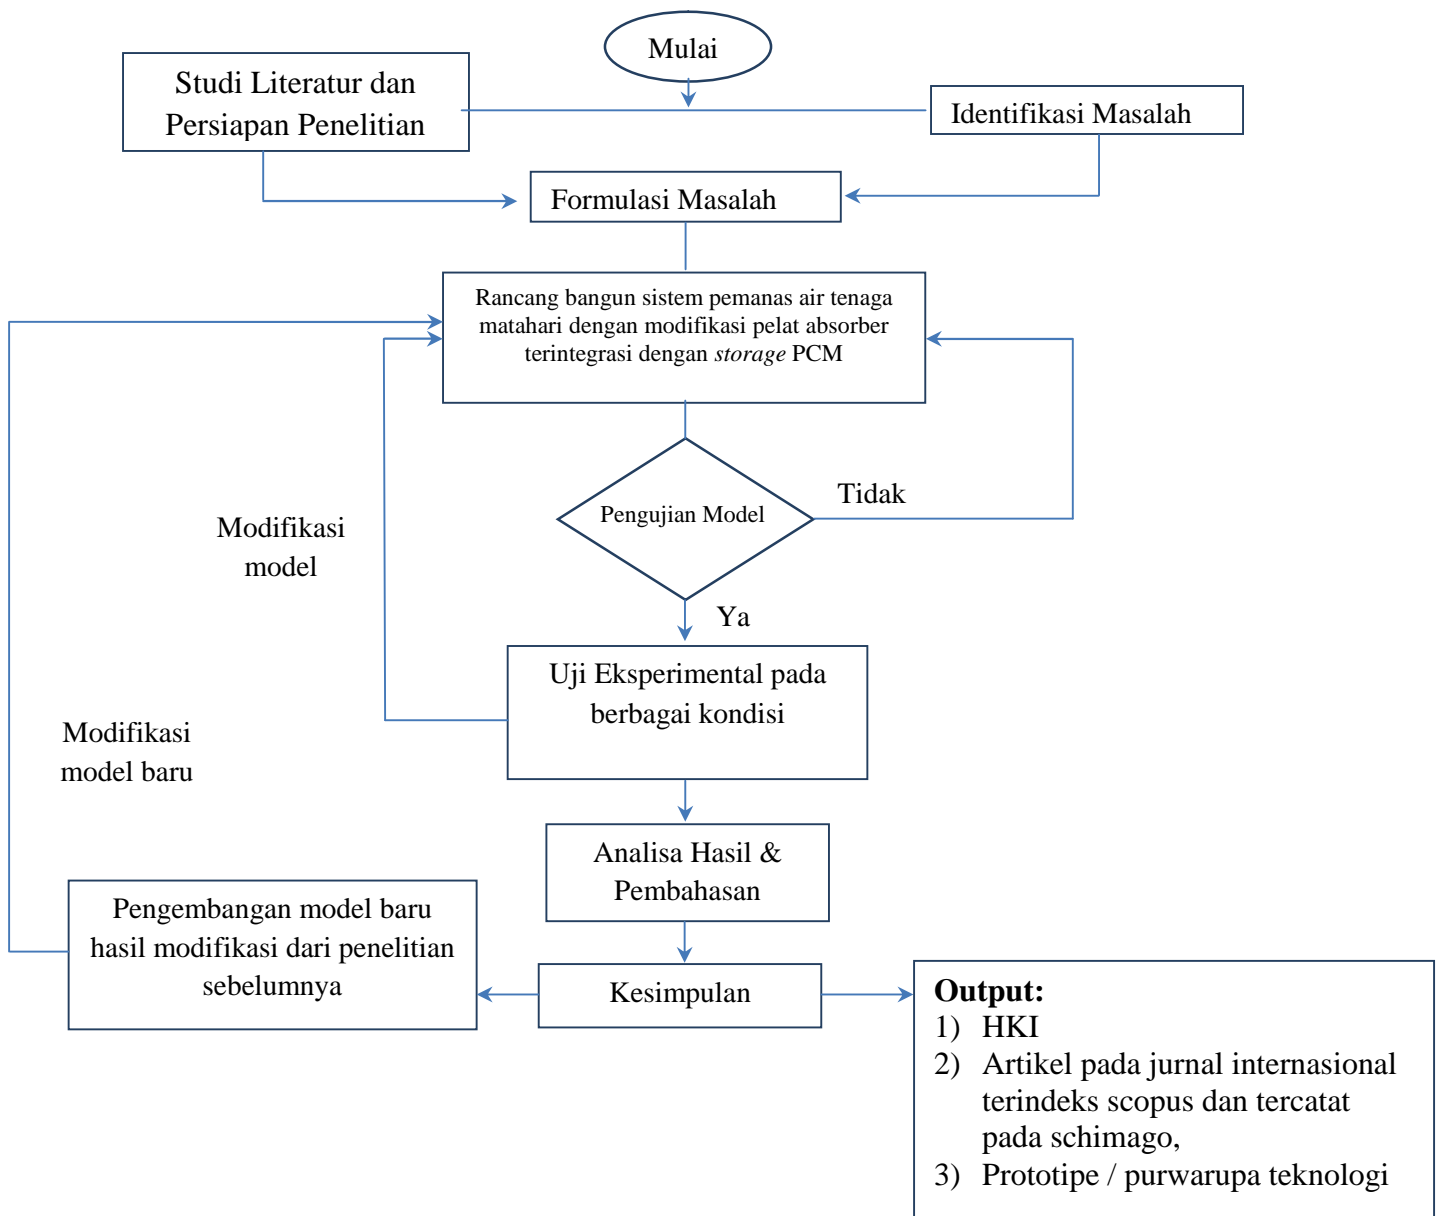 Mulai
Studi Literatur dan
Persiapan Penelitian
Identifikasi Masalah
Formulasi Masalah
Rancang bangun sistem pemanas air tenaga
matahari dengan modifikasi pelat absorber
terintegrasi dengan storage PCM
Pengujian Model
Tidak
Modifikasi
model
Ya
Uji Eksperimental pada
berbagai kondisi
Modifikasi
model baru
Analisa Hasil &
Pembahasan
Pengembangan model baru
hasil modifikasi dari penelitian
sebelumnya
Kesimpulan
Output:
1) HKI
2) Artikel pada jurnal internasional
terindeks scopus dan tercatat
pada schimago,
3) Prototipe / purwarupa teknologi